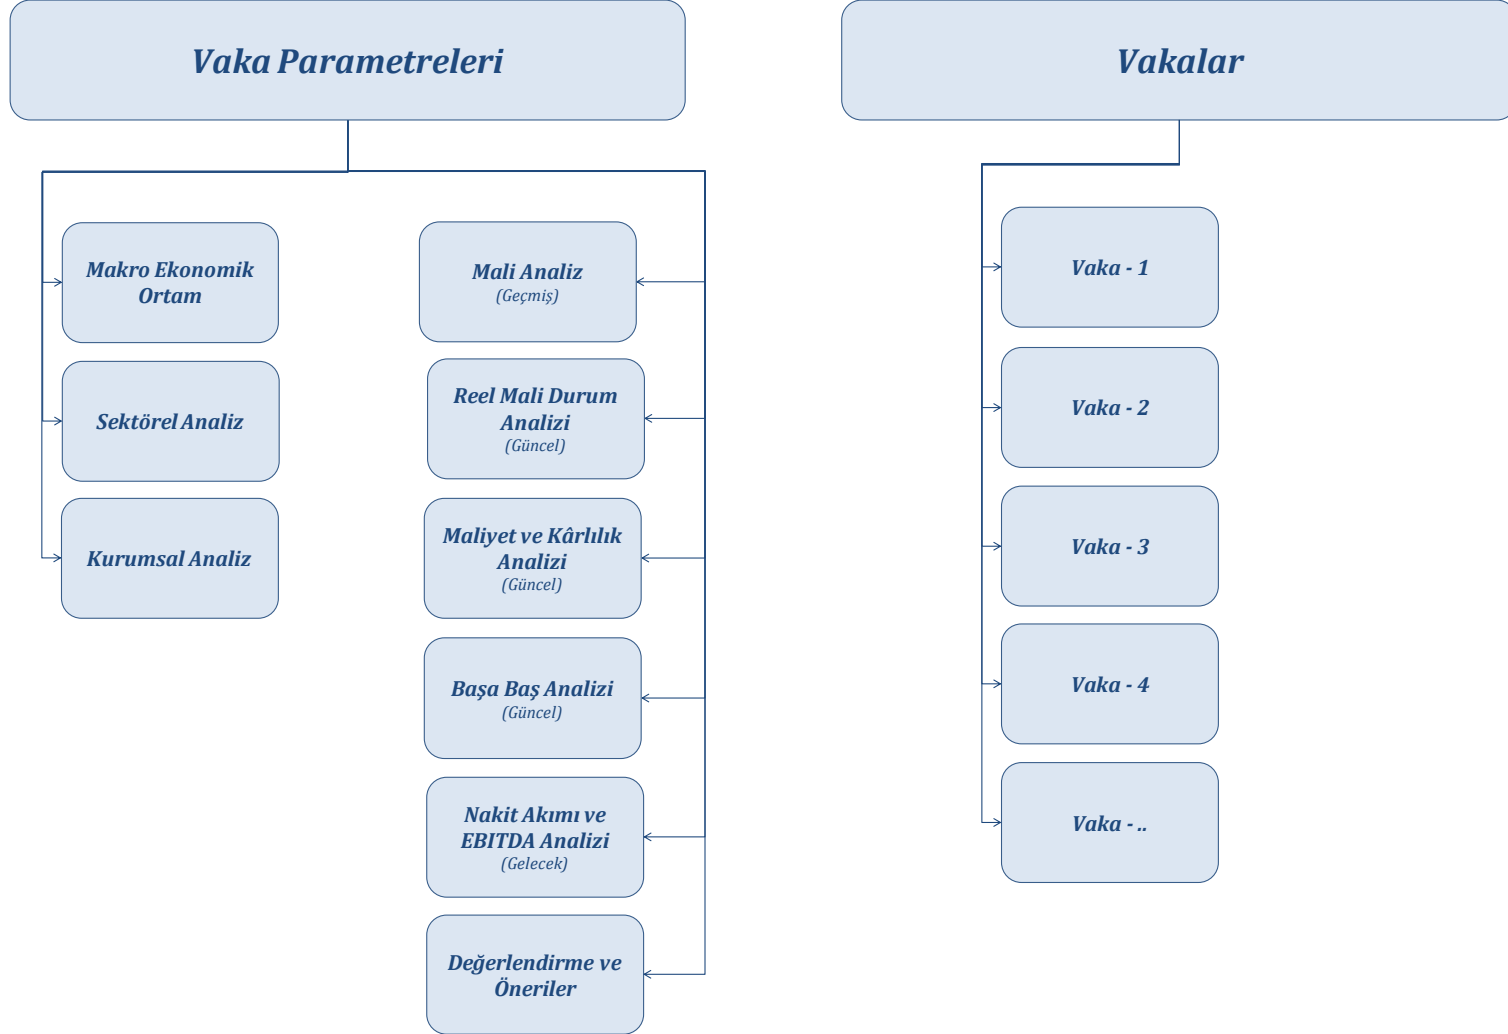 Vaka Parametreleri
Makro Ekonomik
Ortam
Sektörel Analiz
Kurumsal Analiz
Mali Analiz
(Geçmiş)
Reel Mali Durum
Analizi
(Güncel)
Maliyet ve Kârlılık
Analizi
(Güncel)
Başa Baş Analizi
(Güncel)
Nakit Akımı ve
EBITDA Analizi
(Gelecek)
Değerlendirme ve
Öneriler
Vakalar
Vaka - 1
Vaka - 2
Vaka - 3
Vaka - 4
Vaka - ..